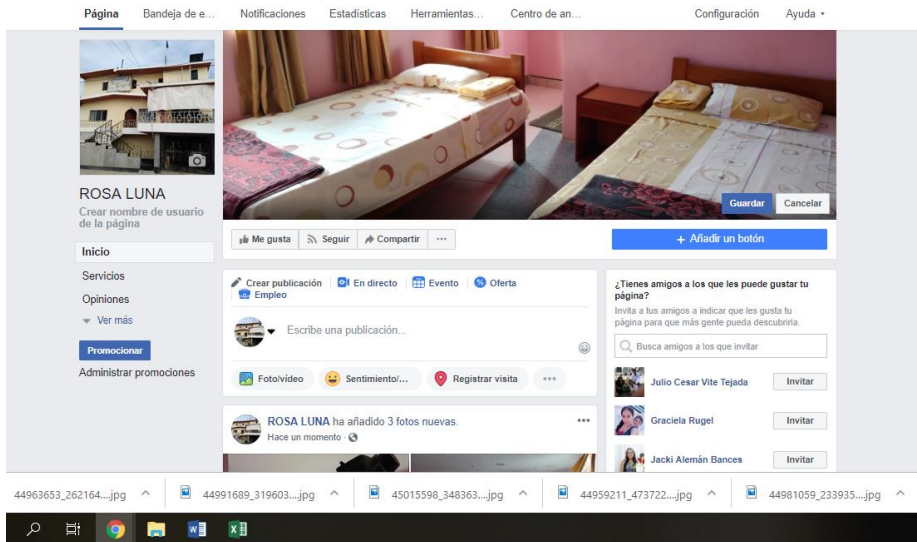 Página Bandeja de e... Notificaciones Estadísticas Herramientas... Centro de an... Configuración Ayuda
ROSA LUNA
Crear nombre de usuario
de la página
Inicio
Servicios
Opiniones
Ver más
Promocionar
Administrar promociones
Guardar Cancelar
Me gusta Seguir Compartir ...
+ Añadir un botón
Crear publicación En directo Evento Oferta
Empleo
Escribe una publicación...
Foto/vídeo Sentimiento/... Registrar visita ...
ROSA LUNA ha añadido 3 fotos nuevas.
Hace un momento ·
¿Tienes amigos a los que les puede gustar tu
página?
Invita a tus amigos a indicar que les gusta tu
página para que más gente pueda descubrirla.
Busca amigos a los que invitar
Julio Cesar Vite Tejada Invitar
Graciela Rugel Invitar
Jacki Alemán Bances Invitar
44963653_262164....jpg 44991689_319603....jpg 45015598_348363....jpg 44959211_473722....jpg 44981059_233935....jpg